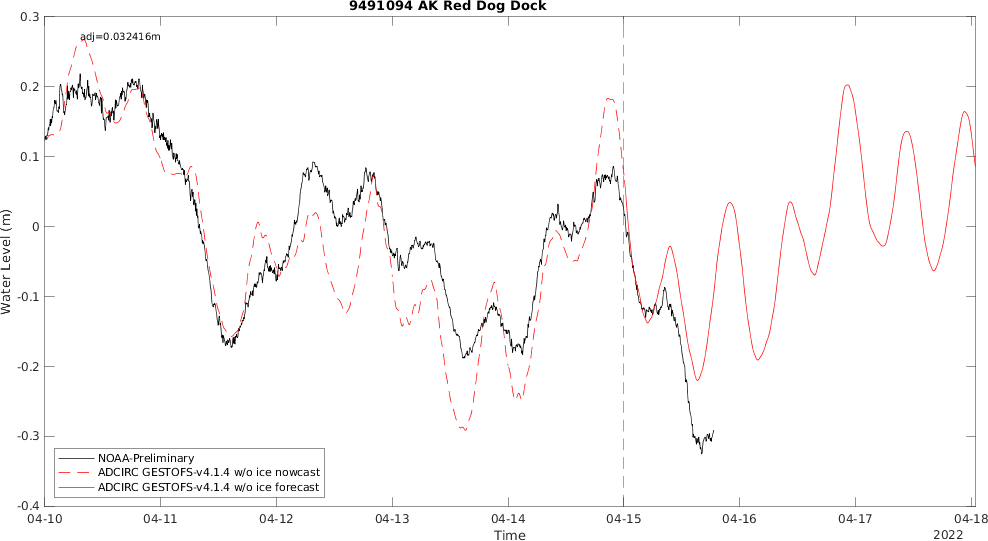 9491094 AK Red Dog Dock
adj=0.032416m
0.3
0.2
0.1
0
-0.1
-0.2
-0.3
-0.4
Water Level (m)
NOAA-Preliminary
ADCIRC GESTOFS-v4.1.4 w/o ice nowcast
ADCIRC GESTOFS-v4.1.4 w/o ice forecast
04-10 04-11 04-12 04-13 04-14 04-15 04-16 04-17 04-18
Time
2022